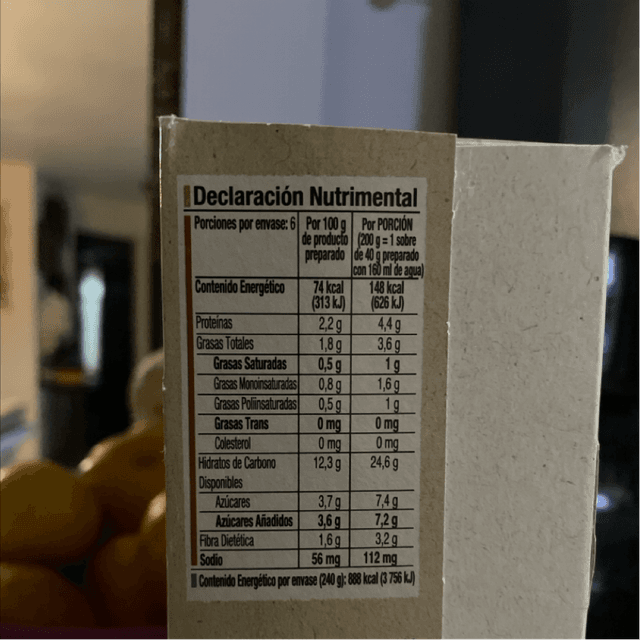 Declaración Nutrimental
Porciones por envase: 6 Por 100 g de producto preparado Por PORCIÓN (200 g = 1 sobre de 40 g preparado con 160 ml de agua)
Contenido Energético 74 kcal (313 kJ) 148 kcal (626 kJ)
Proteínas 2,2 g 4,4 g
Grasas Totales 1,8 g 3,6 g
Grasas Saturadas 0,5 g 1 g
Grasas Monoinsaturadas 0,8 g 1,6 g
Grasas Poliinsaturadas 0,5 g 1 g
Grasas Trans 0 mg 0 mg
Colesterol 0 mg 0 mg
Hidratos de Carbono Disponibles 12,3 g 24,6 g
Azúcares 3,7 g 7,4 g
Azúcares Añadidos 3,6 g 7,2 g
Fibra Dietética 1,6 g 3,2 g
Sodio 56 mg 112 mg
Contenido Energético por envase (240 g): 888 kcal (3 756 kJ)